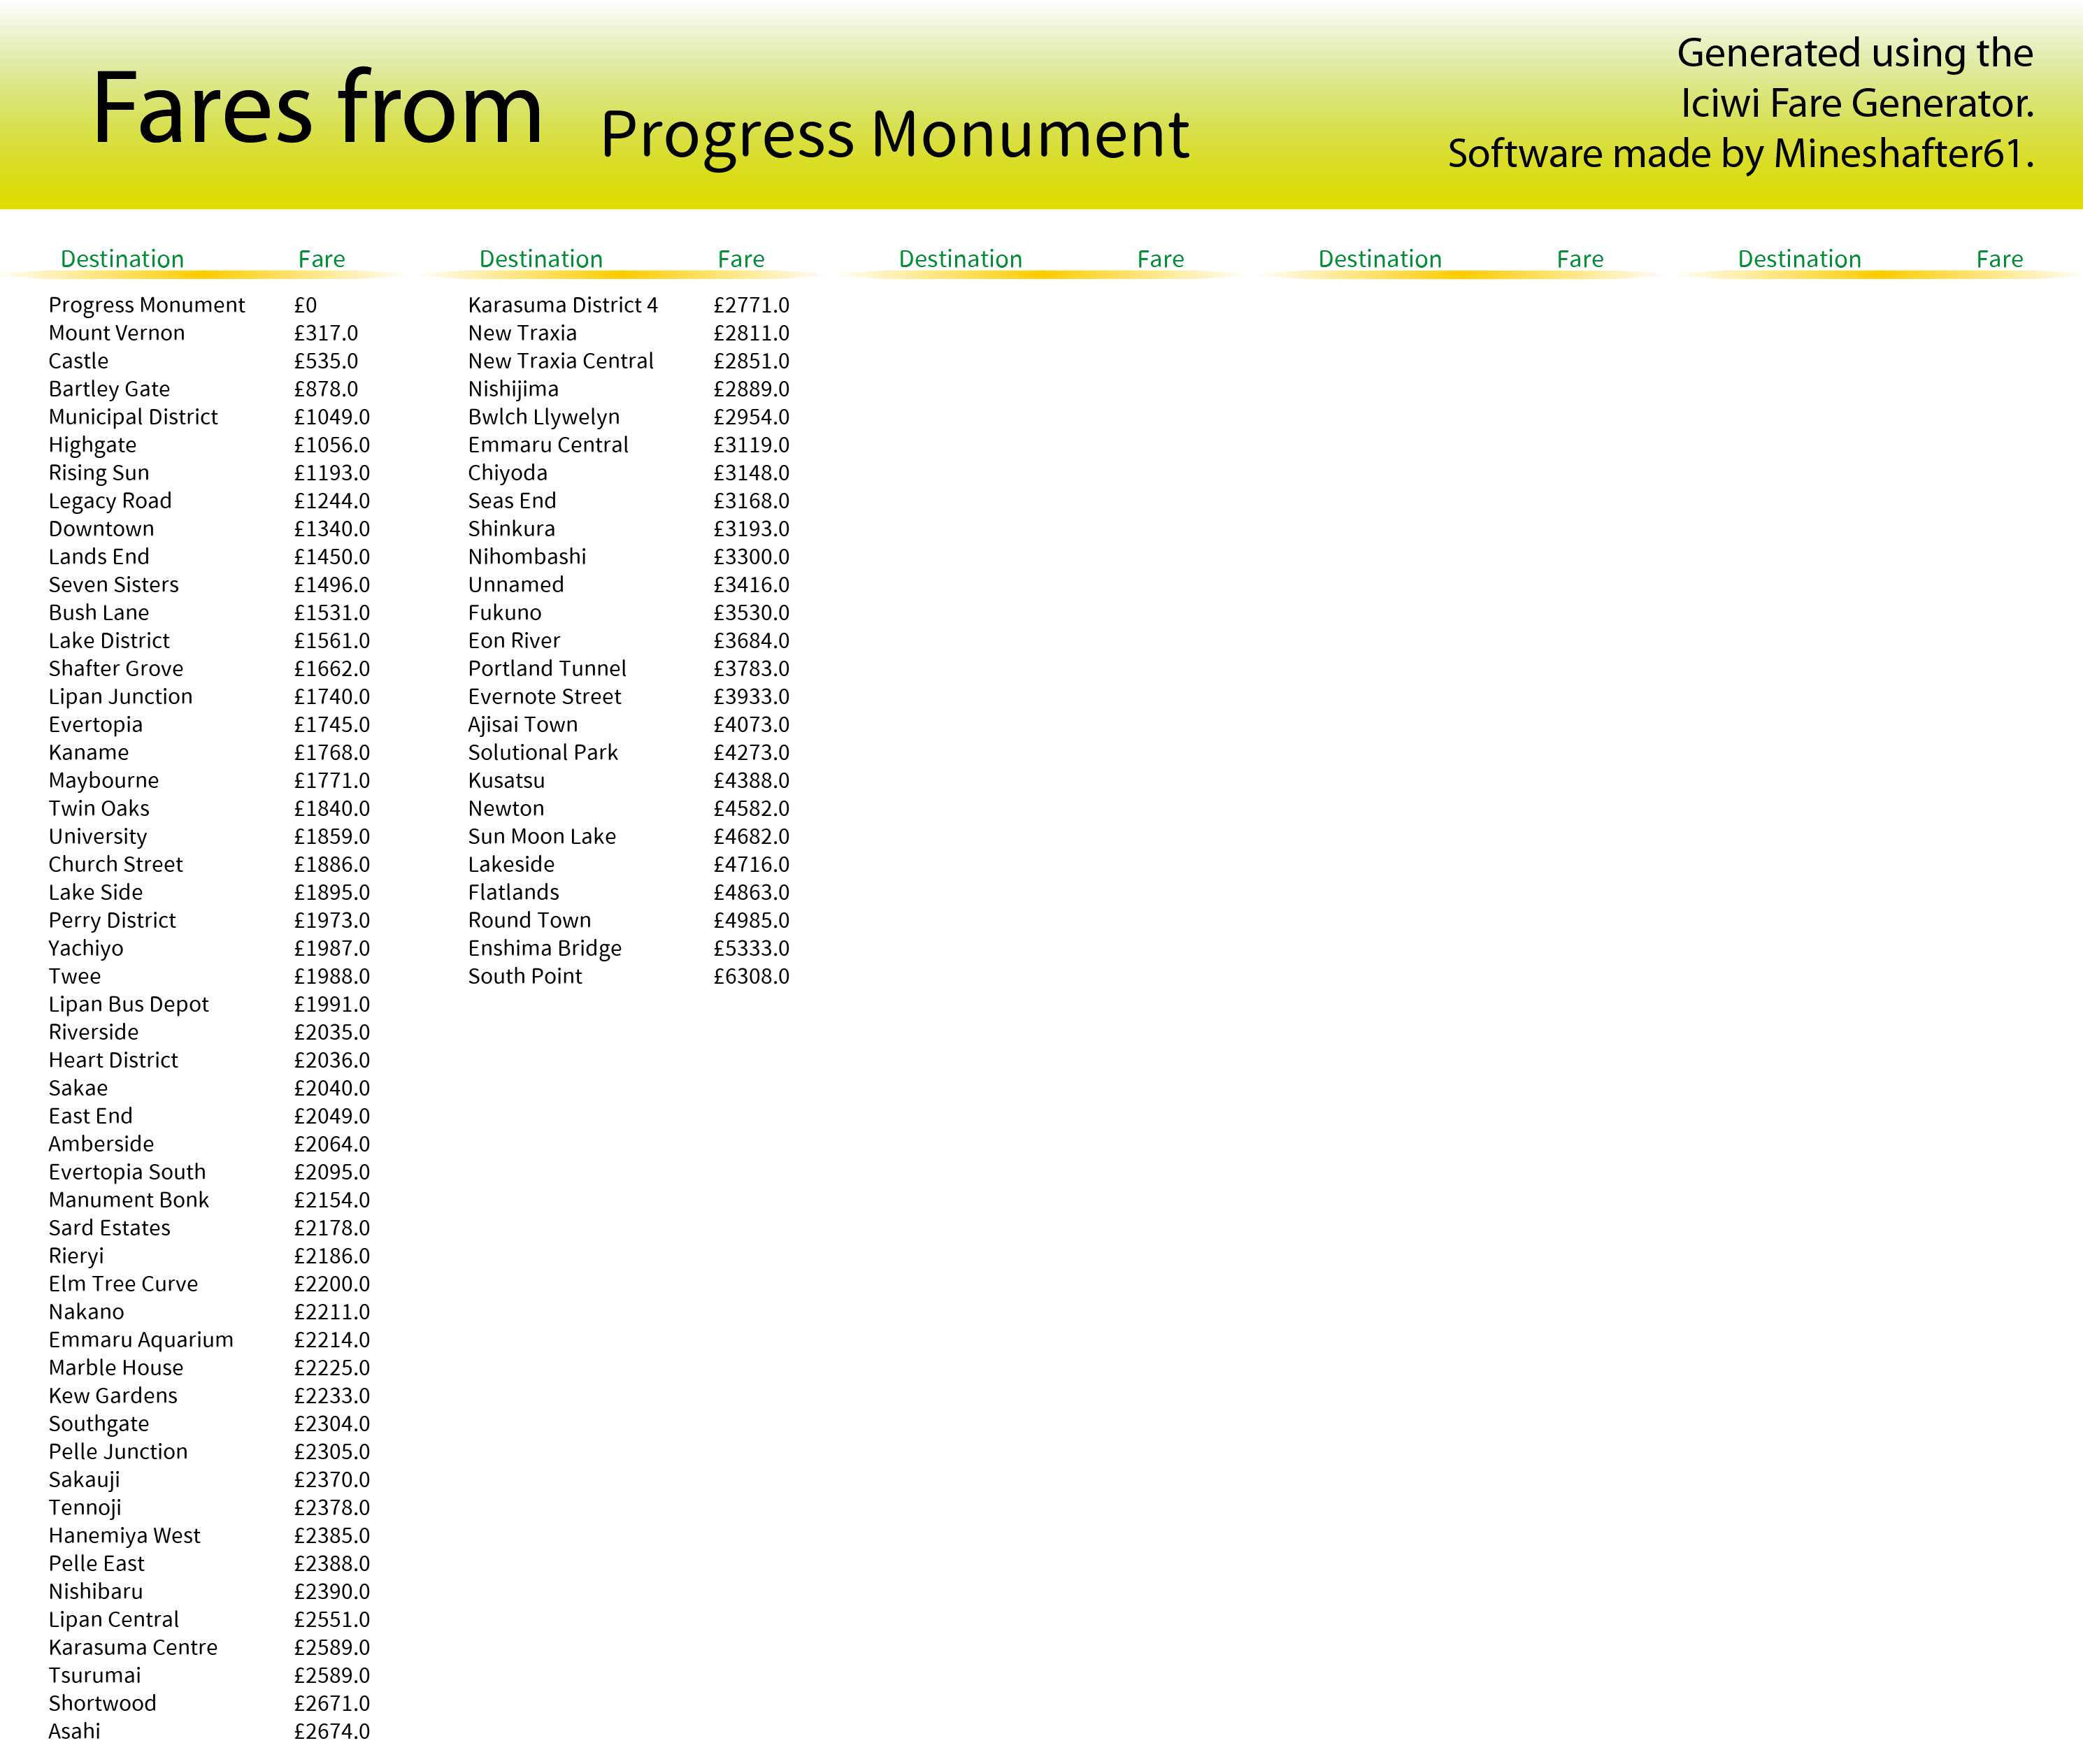 Fares from Progress Monument
Generated using the
Iciwi Fare Generator.
Software made by Mineshafter61.
Destination Fare Destination Fare Destination Fare Destination Fare Destination Fare
Progress Monument £0
Mount Vernon £317.0
Castle £535.0
Bartley Gate £878.0
Municipal District £1049.0
Highgate £1056.0
Rising Sun £1193.0
Legacy Road £1244.0
Downtown £1340.0
Lands End £1450.0
Seven Sisters £1496.0
Bush Lane £1531.0
Lake District £1561.0
Shafter Grove £1662.0
Lipan Junction £1740.0
Evertopia £1745.0
Kaname £1768.0
Maybourne £1771.0
Twin Oaks £1840.0
University £1859.0
Church Street £1886.0
Lake Side £1895.0
Perry District £1973.0
Yachiyo £1987.0
Twee £1988.0
Lipan Bus Depot £1991.0
Riverside £2035.0
Heart District £2036.0
Sakae £2040.0
East End £2049.0
Amberside £2064.0
Evertopia South £2095.0
Manument Bonk £2154.0
Sard Estates £2178.0
Rieryi £2186.0
Elm Tree Curve £2200.0
Nakano £2211.0
Emmaru Aquarium £2214.0
Marble House £2225.0
Kew Gardens £2233.0
Southgate £2304.0
Pelle Junction £2305.0
Sakauji £2370.0
Tennoji £2378.0
Hanemiya West £2385.0
Pelle East £2388.0
Nishibaru £2390.0
Lipan Central £2551.0
Karasuma Centre £2589.0
Tsurumai £2589.0
Shortwood £2671.0
Asahi £2674.0
Karasuma District 4 £2771.0
New Traxia £2811.0
New Traxia Central £2851.0
Nishijima £2889.0
Bwlch Llywelyn £2954.0
Emmaru Central £3119.0
Chiyoda £3148.0
Seas End £3168.0
Shinkura £3193.0
Nihombashi £3300.0
Unnamed £3416.0
Fukuno £3530.0
Eon River £3684.0
Portland Tunnel £3783.0
Evernote Street £3933.0
Ajisai Town £4073.0
Solutional Park £4273.0
Kusatsu £4388.0
Newton £4582.0
Sun Moon Lake £4682.0
Lakeside £4716.0
Flatlands £4863.0
Round Town £4985.0
Enshima Bridge £5333.0
South Point £6308.0